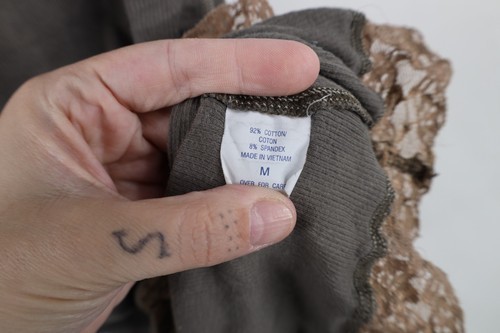 92% COTTON/
COTON
8% SPANDEX
MADE IN VIETNAM
M
OVER FOR CARE